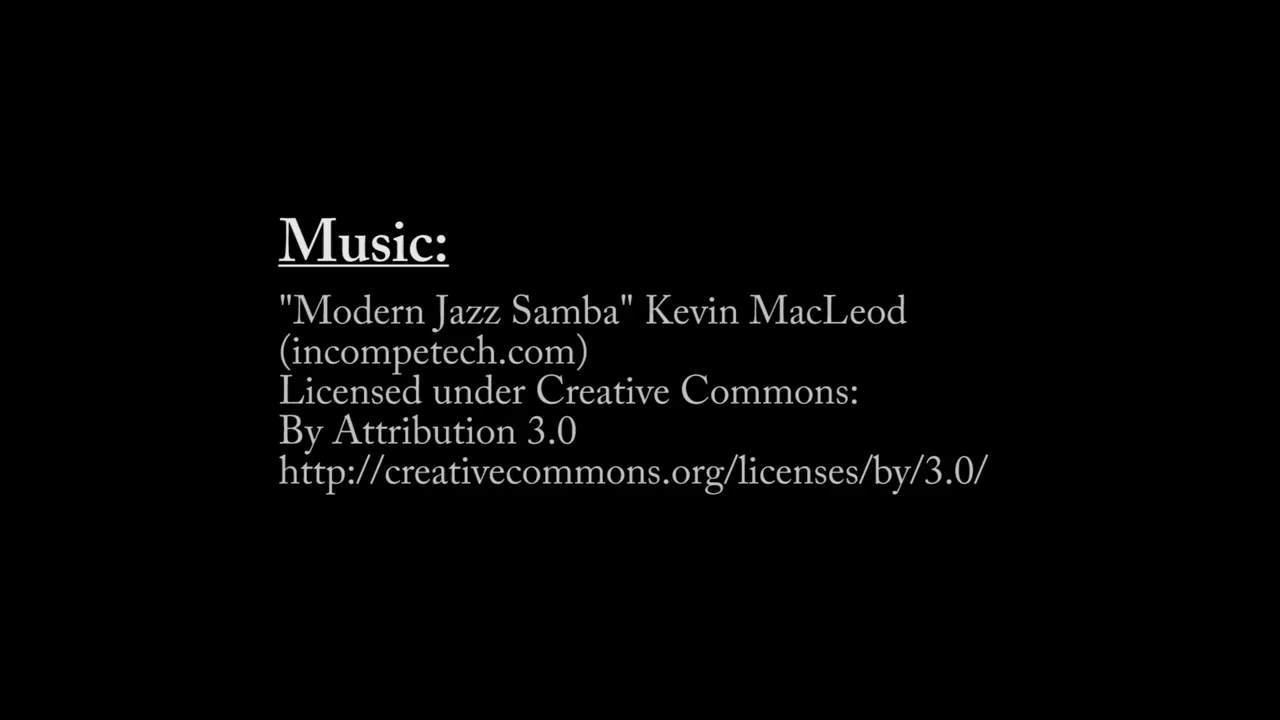 Music:
"Modern Jazz Samba" Kevin MacLeod
(incompetech.com)
Licensed under Creative Commons:
By Attribution 3.0
http://creativecommons.org/licenses/by/3.0/